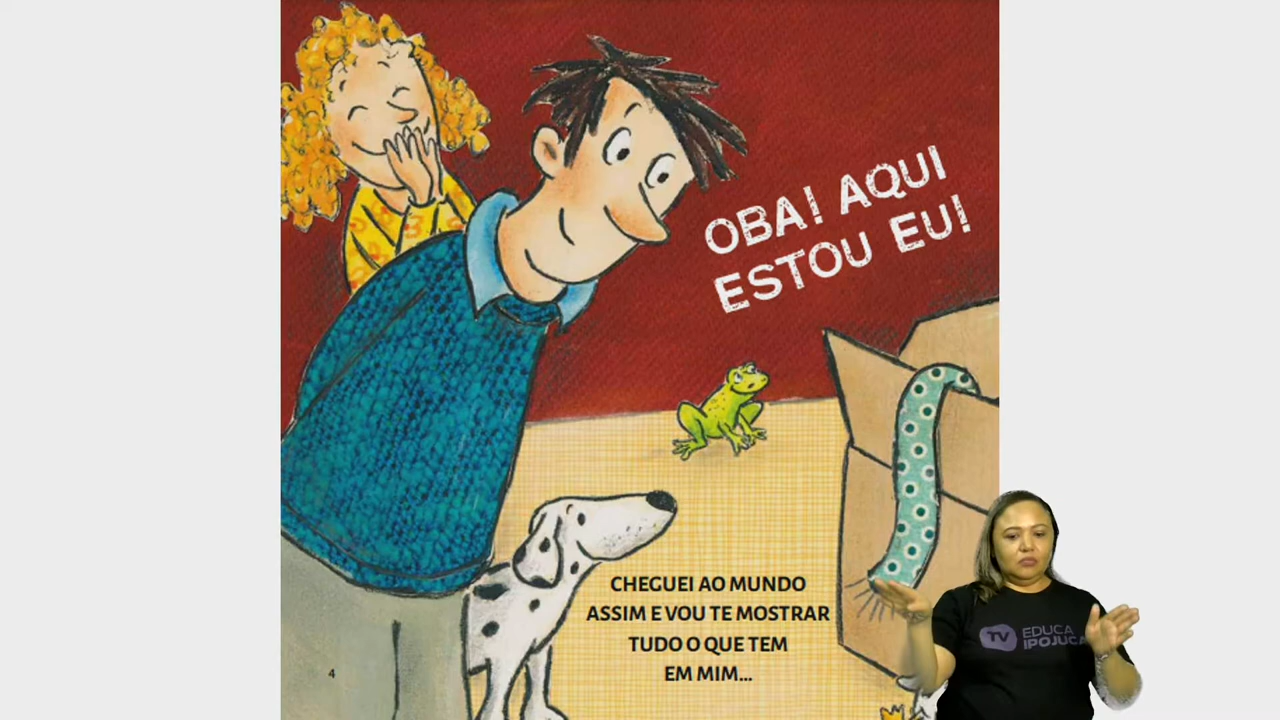 OBA! AQUI
ESTOU EU!
CHEGUEI AO MUNDO
ASSIM E VOU TE MOSTRAR
TUDO O QUE TEM
EM MIM...
4
TV EDUCA
IPOJUCA